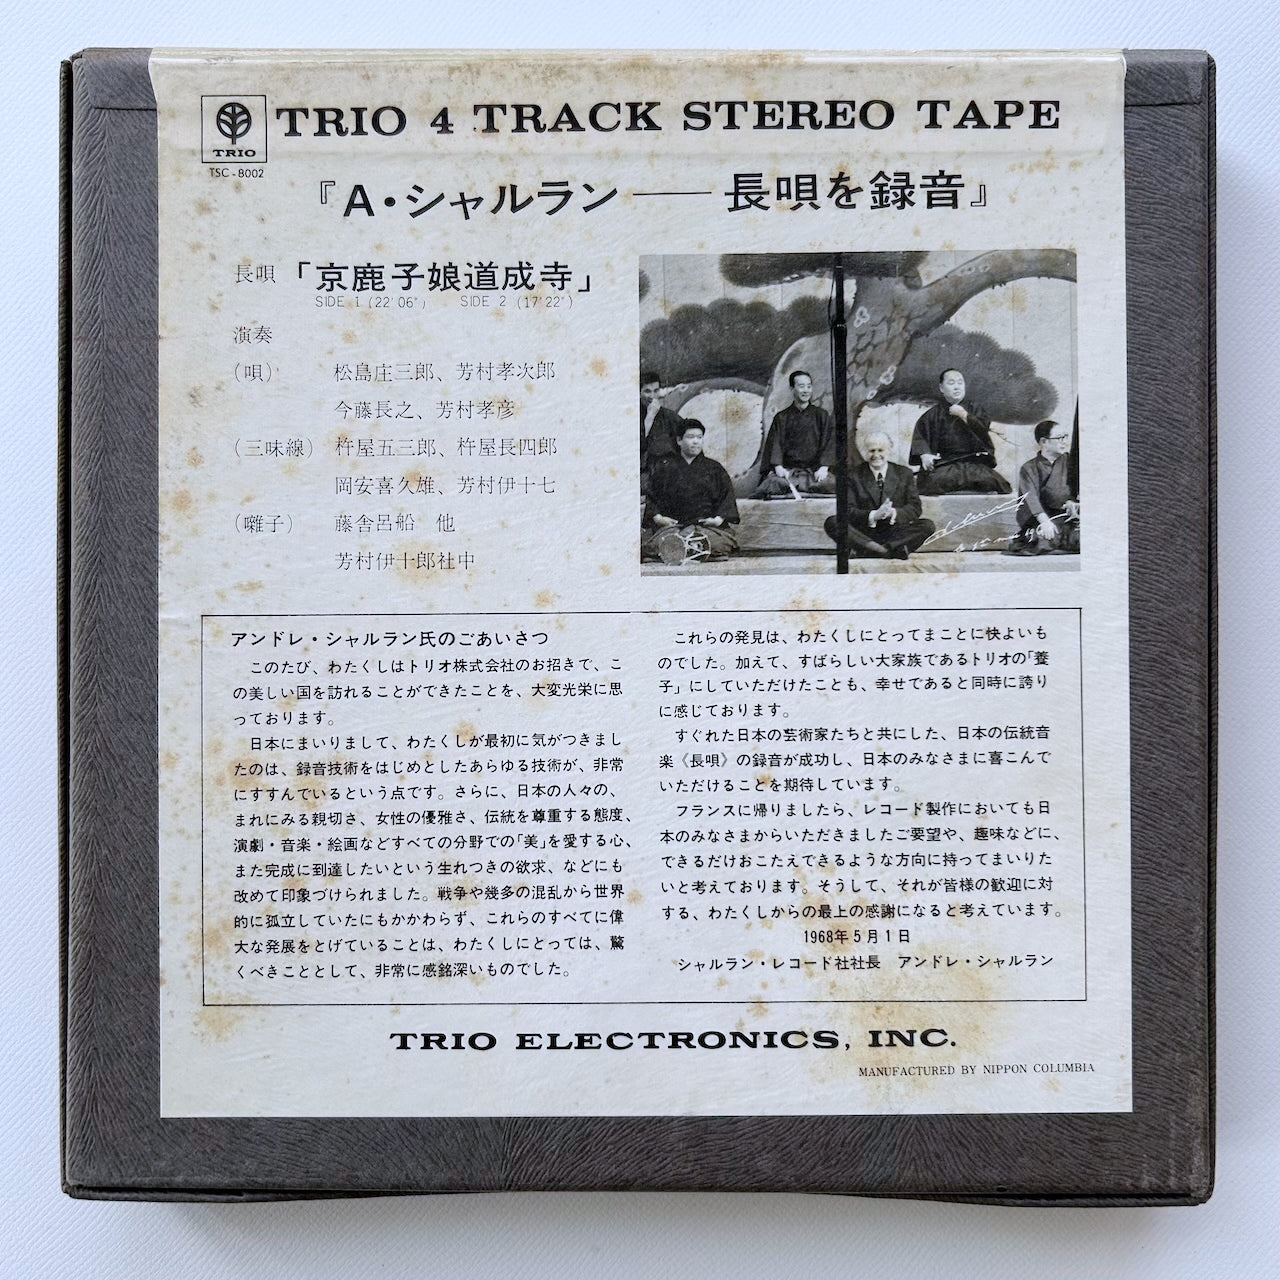 TRIO
TSC-8002
TRIO 4 TRACK STEREO TAPE
『A・シャルラン――長唄を録音』
長唄「京鹿子娘道成寺」
SIDE 1 (22'06") SIDE 2 (17'22")
演奏
(唄) 松島庄三郎、芳村孝次郎
今藤長之、芳村孝彦
(三味線) 杵屋五三郎、杵屋長四郎
岡安喜久雄、芳村伊十七
(囃子) 藤舎呂船 他
芳村伊十郎社中
アンドレ・シャルラン氏のごあいさつ
このたび、わたくしはトリオ株式会社のお招きで、こ
の美しい国を訪れることができたことを、大変光栄に思
っております。
日本にまいりまして、わたくしが最初に気がつきまし
たのは、録音技術をはじめとしたあらゆる技術が、非常
にすすんでいるという点です。さらに、日本の人々の、
まれにみる親切さ、女性の優雅さ、伝統を尊重する態度、
演劇・音楽・絵画などすべての分野での「美」を愛する心、
また完成に到達したいという生れつきの欲求、などにも
改めて印象づけられました。戦争や幾多の混乱から世界
的に孤立していたにもかかわらず、これらのすべてに偉
大な発展をとげていることは、わたくしにとっては、驚
くべきこととして、非常に感銘深いものでした。
これらの発見は、わたくしにとってまことに快よいも
のでした。加えて、すばらしい大家族であるトリオの「養
子」にしていただけたことも、幸せであると同時に誇り
に感じております。
すぐれた日本の芸術家たちと共にした、日本の伝統音
楽《長唄》の録音が成功し、日本のみなさまに喜こんで
いただけることを期待しています。
フランスに帰りましたら、レコード製作においても日
本のみなさまからいただきましたご要望や、趣味などに、
できるだけおこたえできるような方向に持ってまいりた
いと考えております。そうして、それが皆様の歓迎に対
する、わたくしからの最上の感謝になると考えています。
1968年5月1日
シャルラン・レコード社社長 アンドレ・シャルラン
TRIO ELECTRONICS, INC.
MANUFACTURED BY NIPPON COLUMBIA